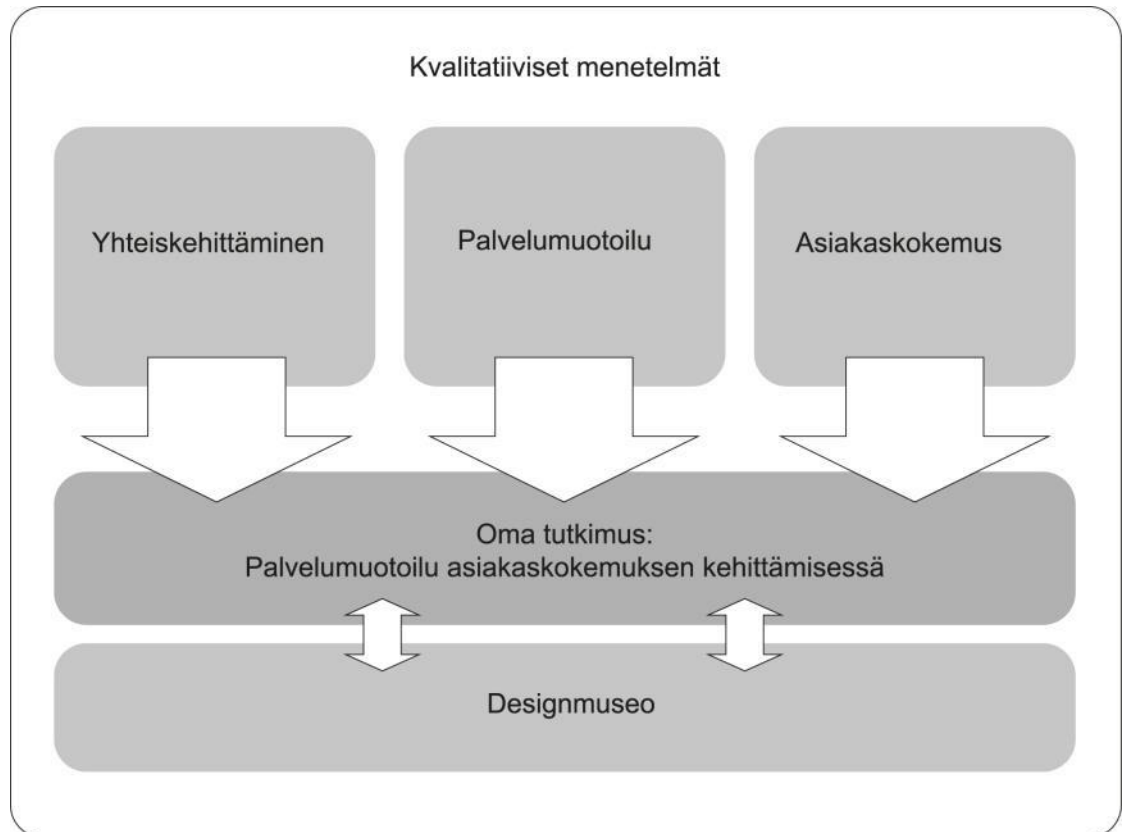 Kvalitatiiviset menetelmät
Yhteiskehittäminen
Palvelumuotoilu
Asiakaskokemus
Oma tutkimus:
Palvelumuotoilu asiakaskokemuksen kehittämisessä
Designmuseo